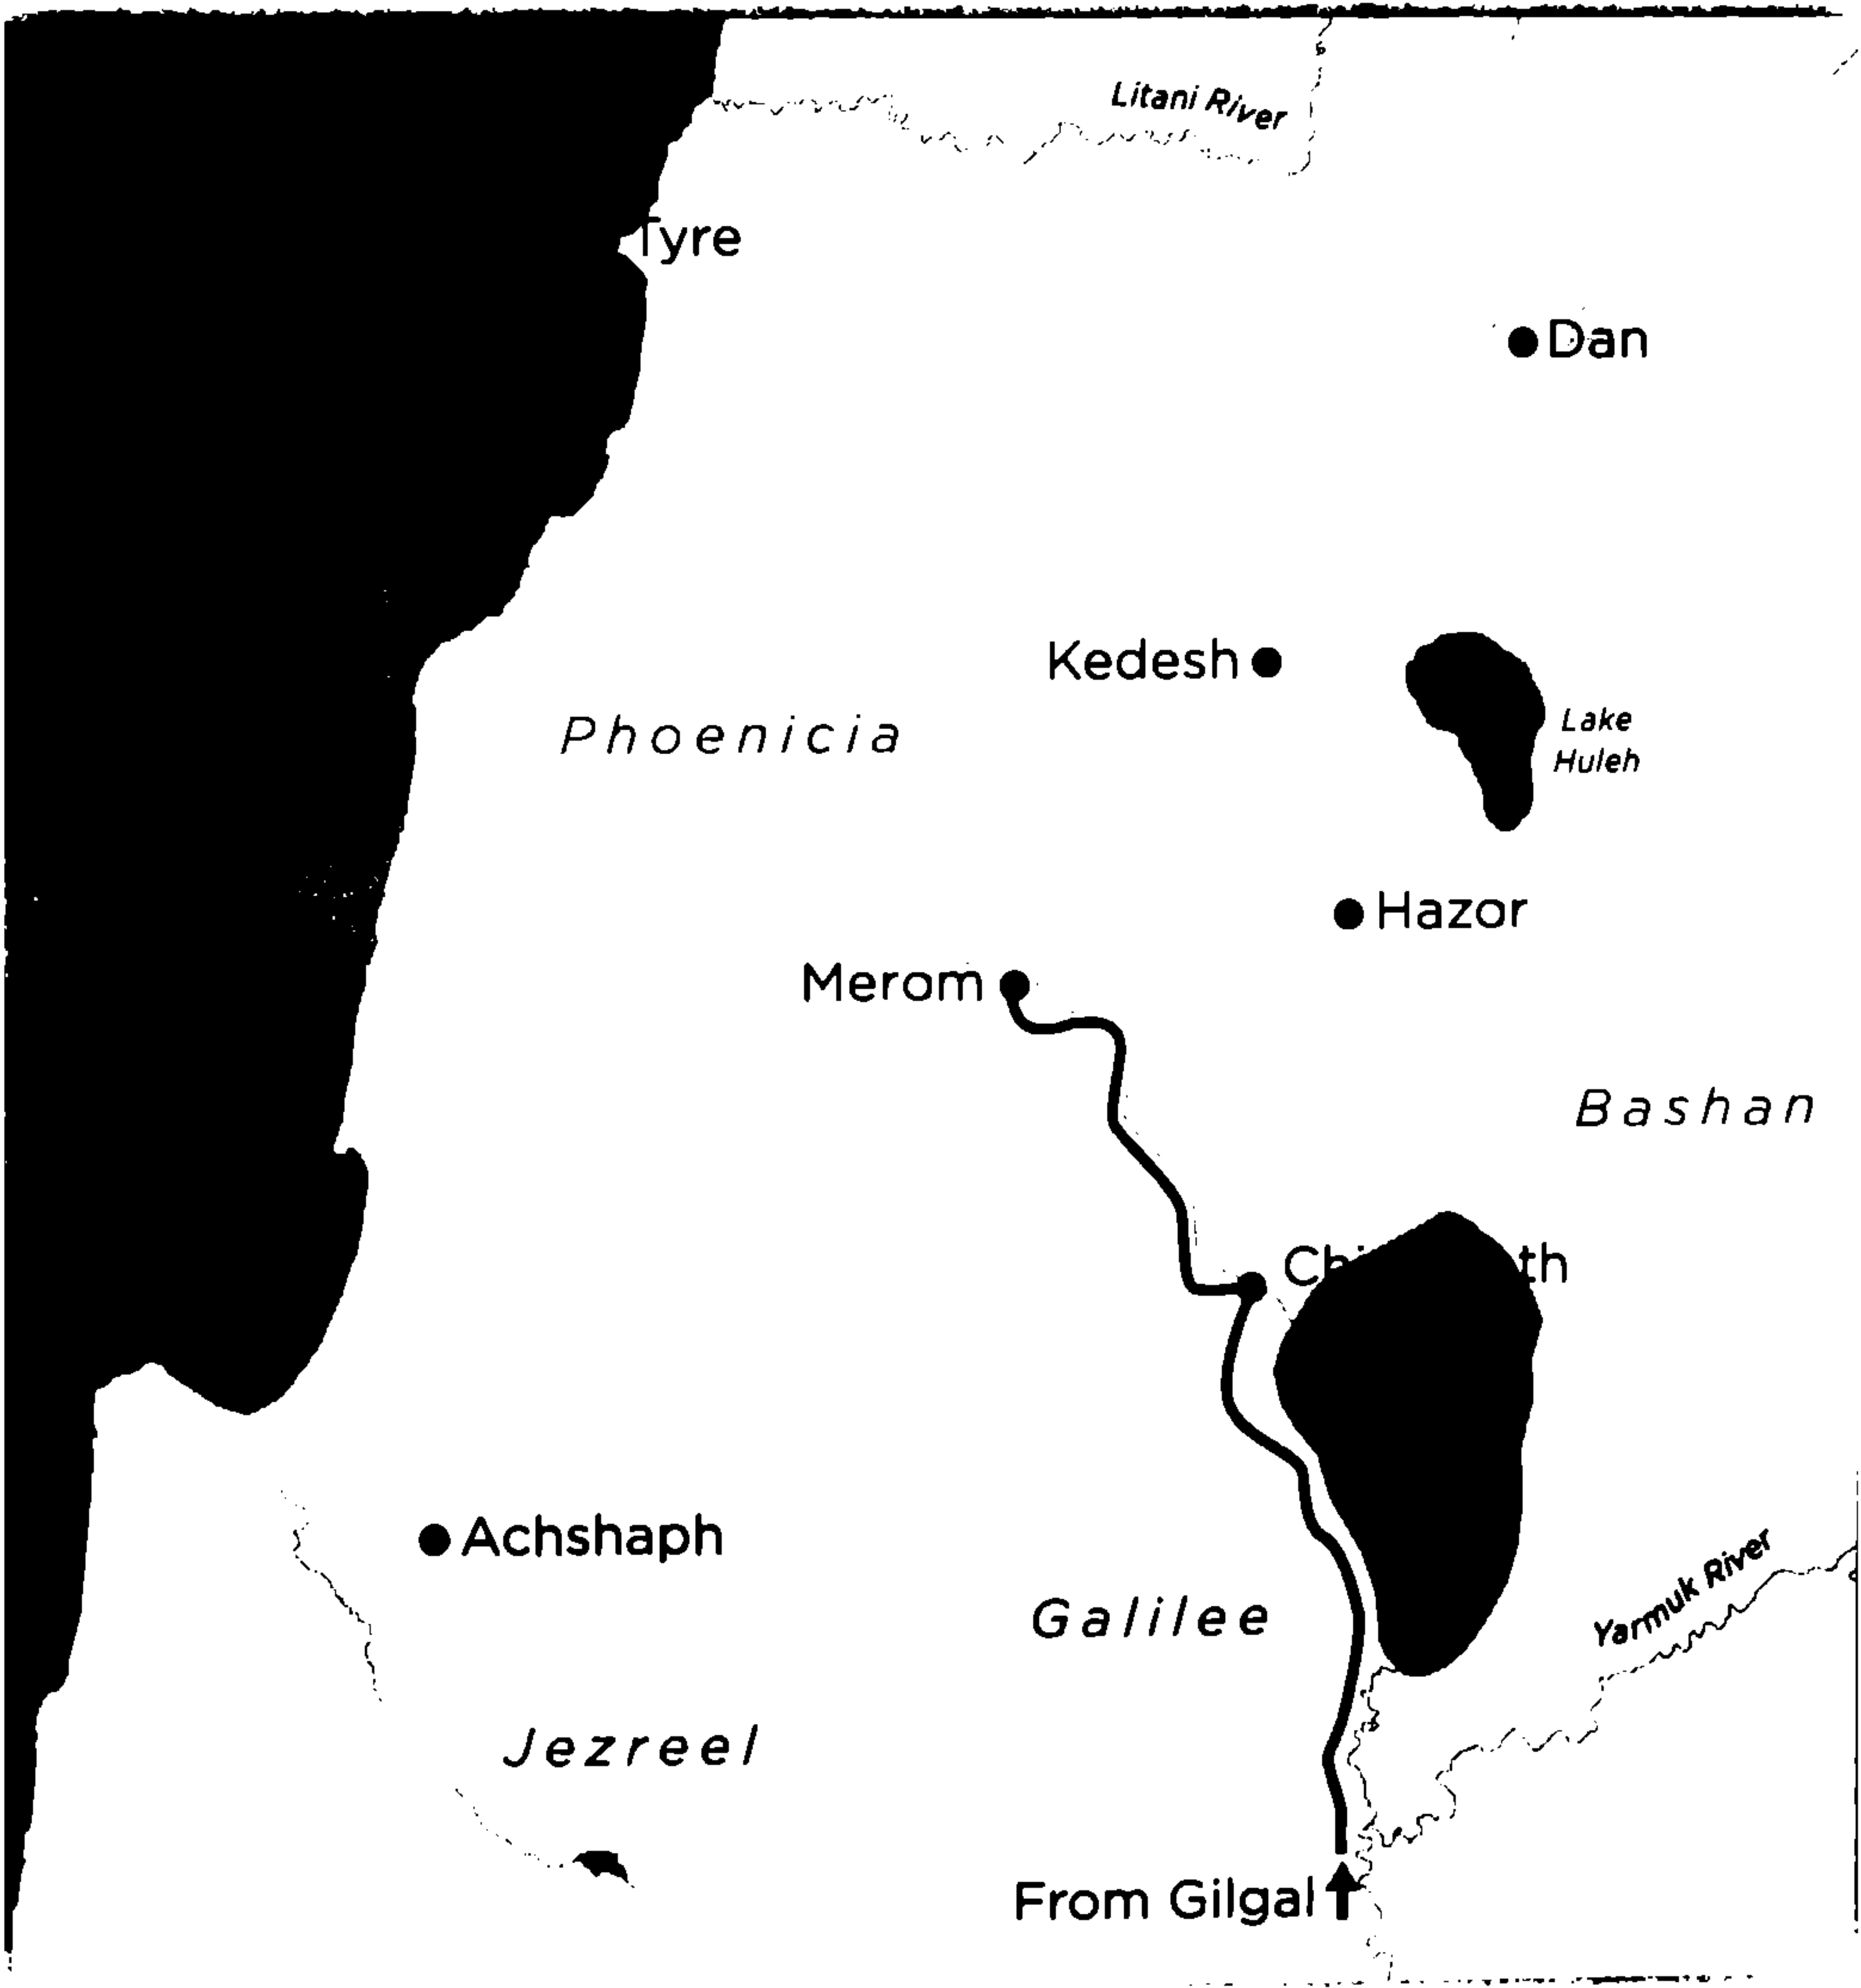 Litani River
Tyre
Dan
Kedesh
Phoenicia
Lake
Huleh
Hazor
Merom
Bashan
Achshaph
Yarmuk River
Galilee
Jezreel
From Gilgal